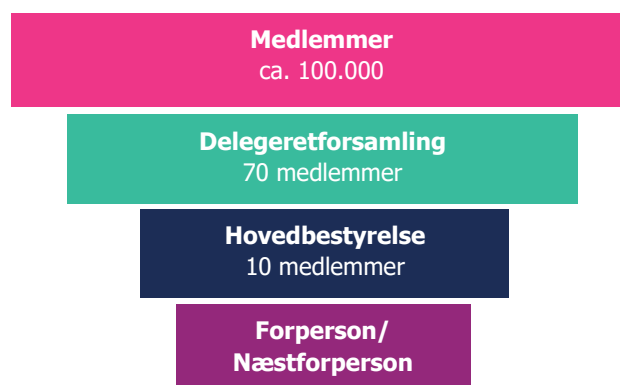 Medlemmer
ca. 100.000
Delegeretforsamling
70 medlemmer
Hovedbestyrelse
10 medlemmer
Forperson/
Næstforperson